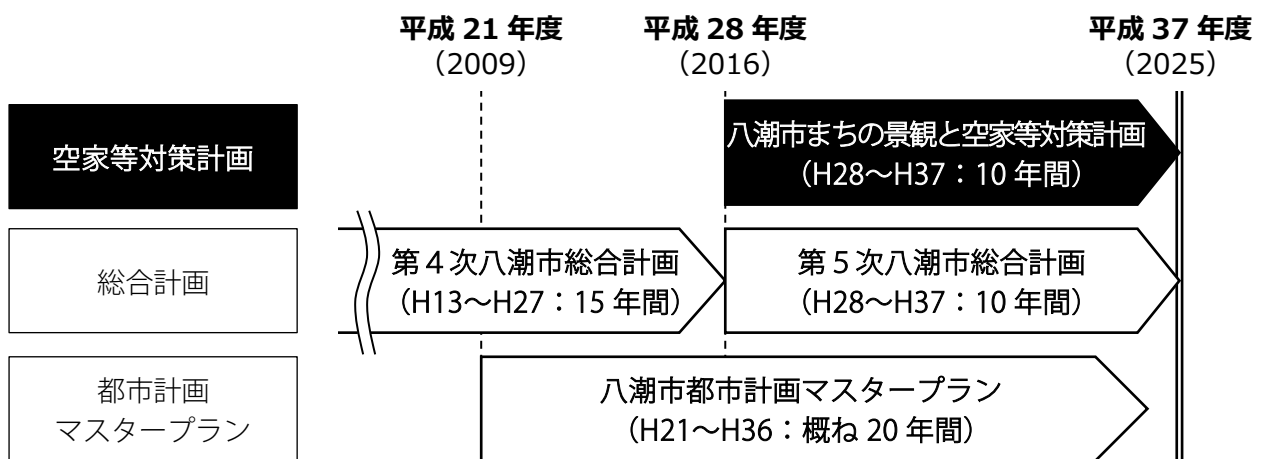 平成 21 年度
(2009)
平成 28 年度
(2016)
平成 37 年度
(2025)
空家等対策計画
八潮市まちの景観と空家等対策計画
(H28~H37:10 年間)
総合計画
第4次八潮市総合計画
(H13~H27:15 年間)
第5次八潮市総合計画
(H28~H37:10 年間)
都市計画
マスタープラン
八潮市都市計画マスタープラン
(H21~H36:概ね 20 年間)